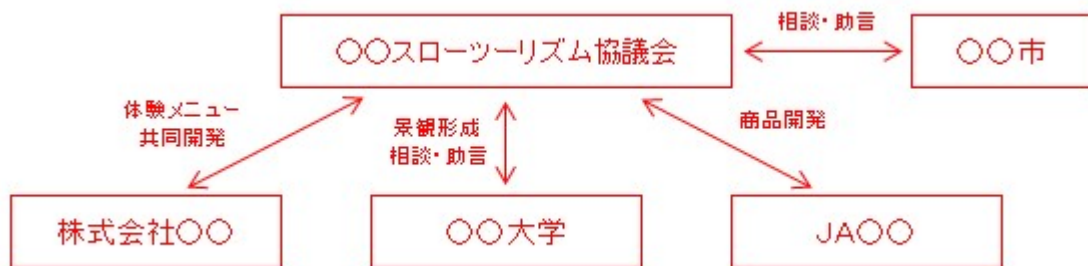 相談・助言
〇〇スローツーリズム協議会
〇〇市
体験メニュー
共同開発
景観形成
相談・助言
商品開発
株式会社〇〇
〇〇大学
JA〇〇